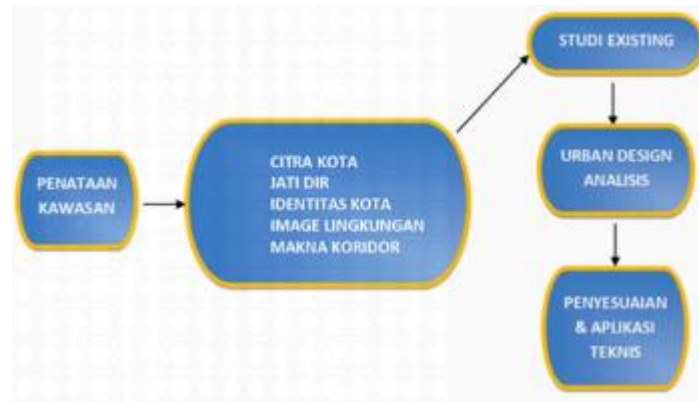 PENATAAN
KAWASAN
CITRA KOTA
JATI DIR
IDENTITAS KOTA
IMAGE LINGKUNGAN
MAKNA KORIDOR
STUDI EXISTING
URBAN DESIGN
ANALISIS
PENYESUAIAN
& APLIKASI
TEKNIS